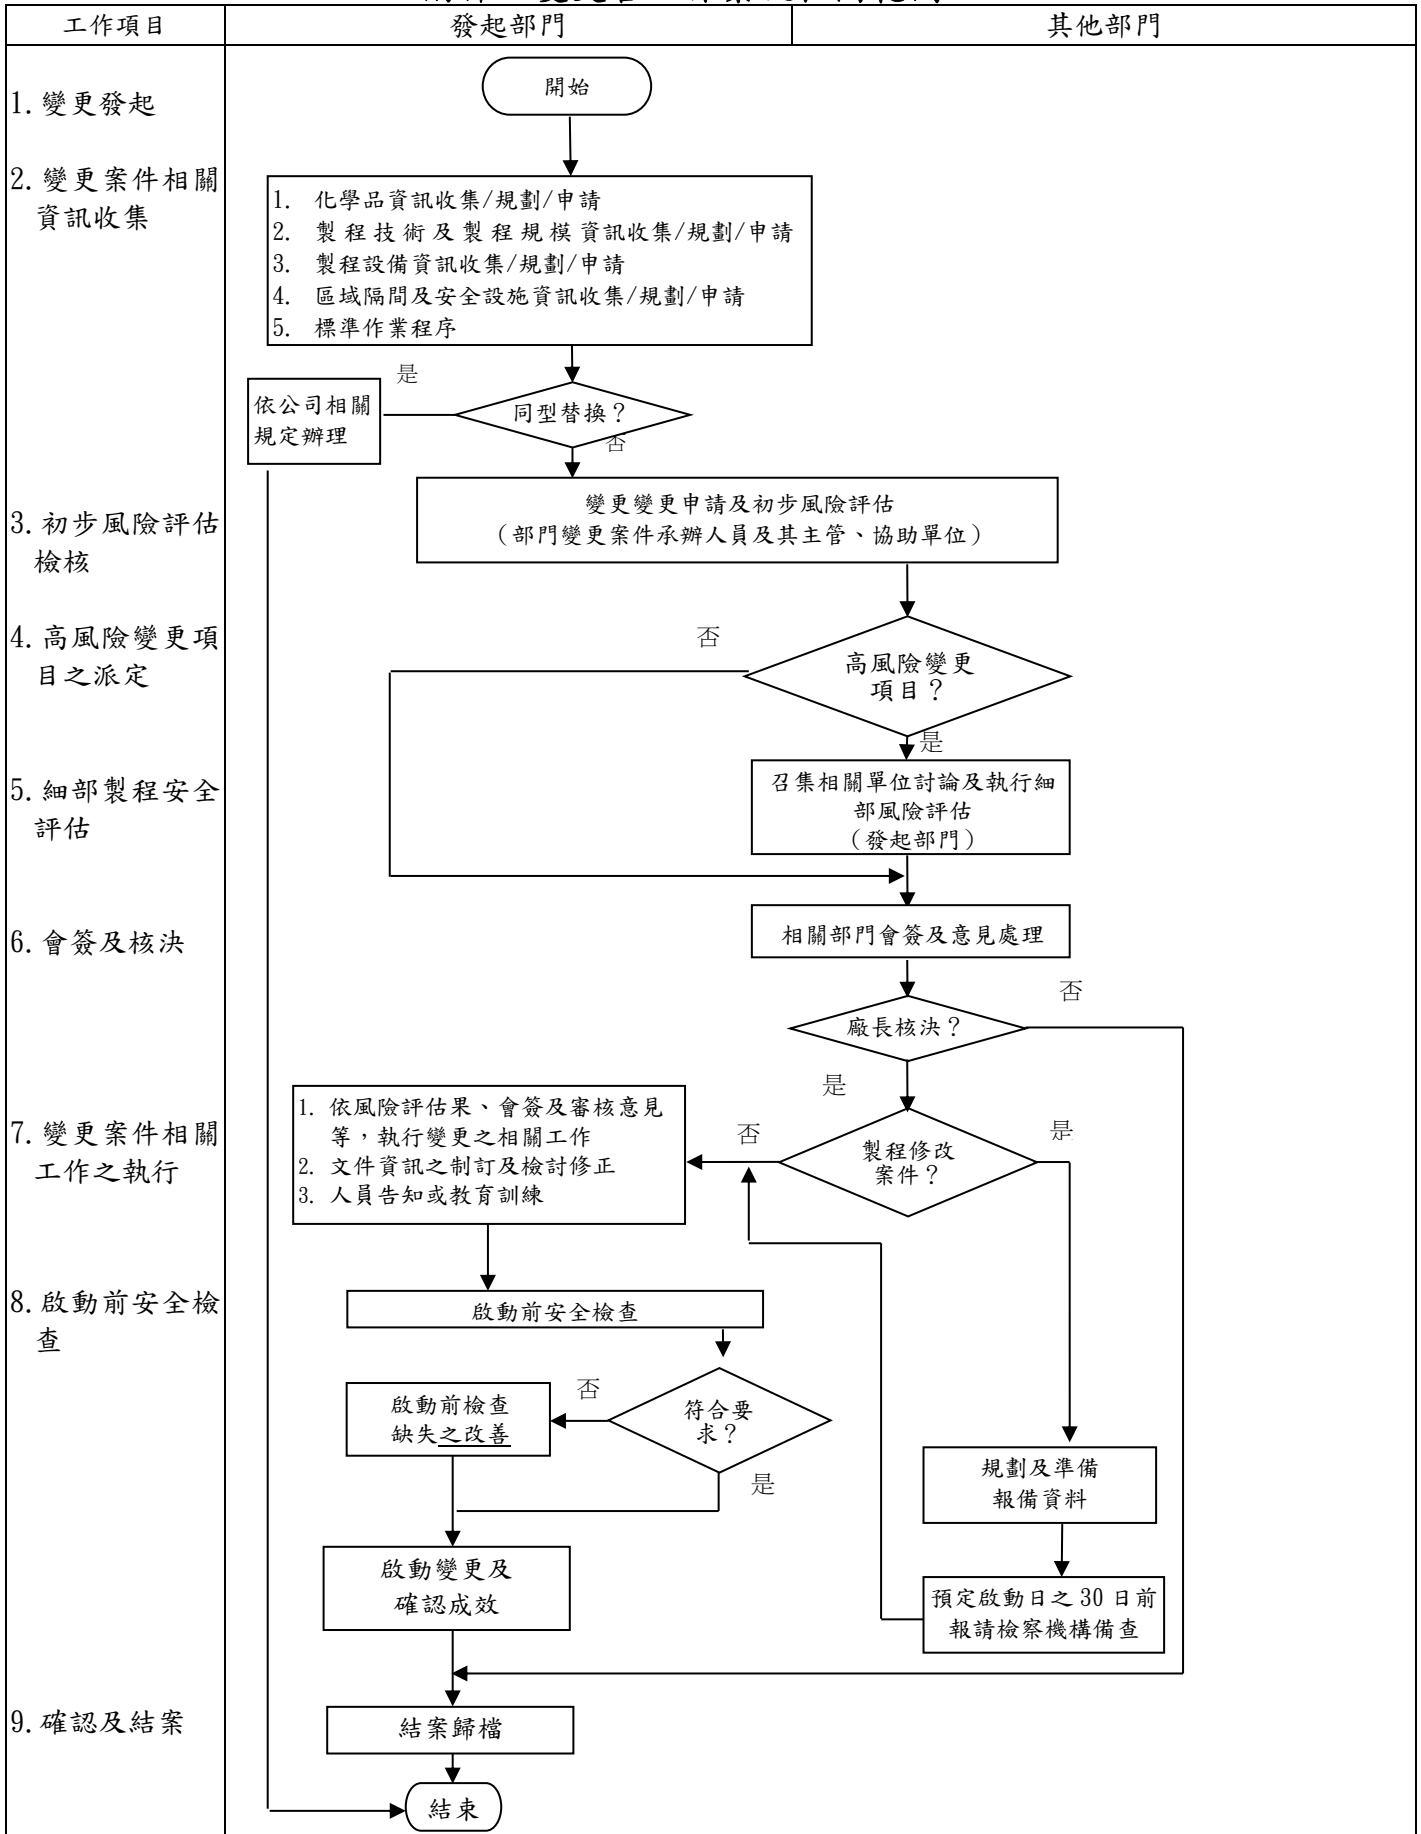 工作項目
發起部門
其他部門
開始
1.變更發起
2.變更案件相關
資訊收集
1. 化學品資訊收集/規劃/申請
2. 製程技術及製程規模資訊收集/規劃/申請
3. 製程設備資訊收集/規劃/申請
4. 區域隔間及安全設施資訊收集/規劃/申請
5. 標準作業程序
是
依公司相關
規定辦理
同型替換？
否
變更變更申請及初步風險評估
（部門變更案件承辦人員及其主管、協助單位）
3.初步風險評估
檢核
4.高風險變更項
目之派定
否
高風險變更
項目？
是
5.細部製程安全
評估
召集相關單位討論及執行細
部風險評估
（發起部門）
6.會簽及核決
相關部門會簽及意見處理
否
廠長核決？
是
7.變更案件相關
工作之執行
1. 依風險評估果、會簽及審核意見
等，執行變更之相關工作
2. 文件資訊之制訂及檢討修正
3. 人員告知或教育訓練
否
製程修改
案件？
是
8.啟動前安全檢
查
啟動前安全檢查
啟動前檢查
缺失之改善
否
符合要
求？
是
規劃及準備
報備資料
啟動變更及
確認成效
預定啟動日之 30 日前
報請檢察機構備查
9.確認及結案
結案歸檔
結束